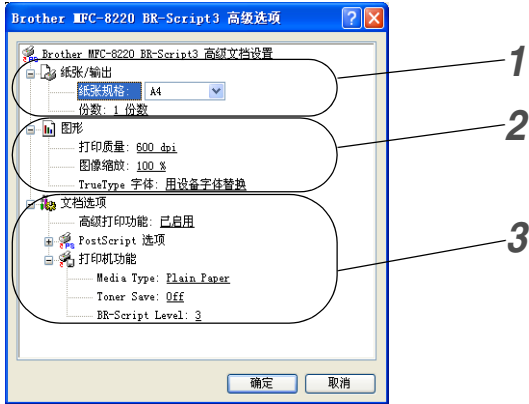 Brother MFC-8220 BR-Script3 高级选项
Brother MFC-8220 BR-Script3 高级文档设置
纸张/输出
纸张规格: A4
份数: 1 份数
图形
打印质量: 600 dpi
图像缩放: 100 %
TrueType 字体: 用设备字体替换
文档选项
高级打印功能: 已启用
PostScript 选项
打印机功能
Media Type: Plain Paper
Toner Save: Off
BR-Script Level: 3
确定 取消
1
2
3